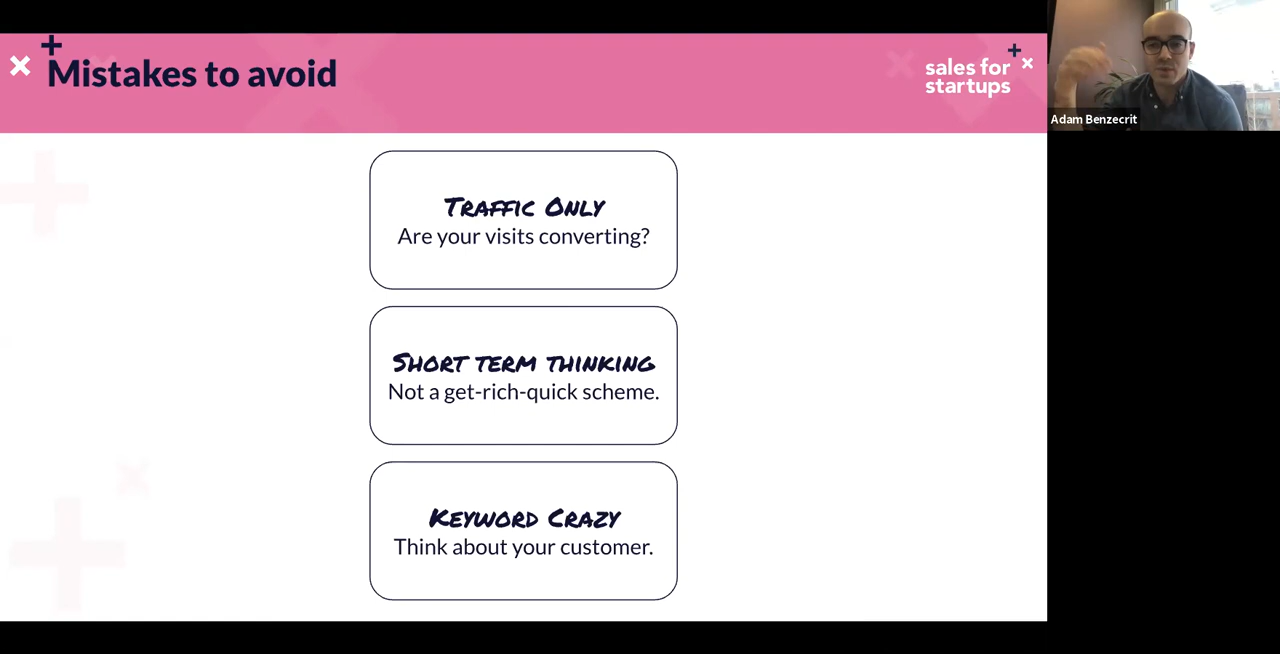 Mistakes to avoid
sales for
startups
Adam Benzecrit
Traffic Only
Are your visits converting?
Short term thinking
Not a get-rich-quick scheme.
Keyword Crazy
Think about your customer.